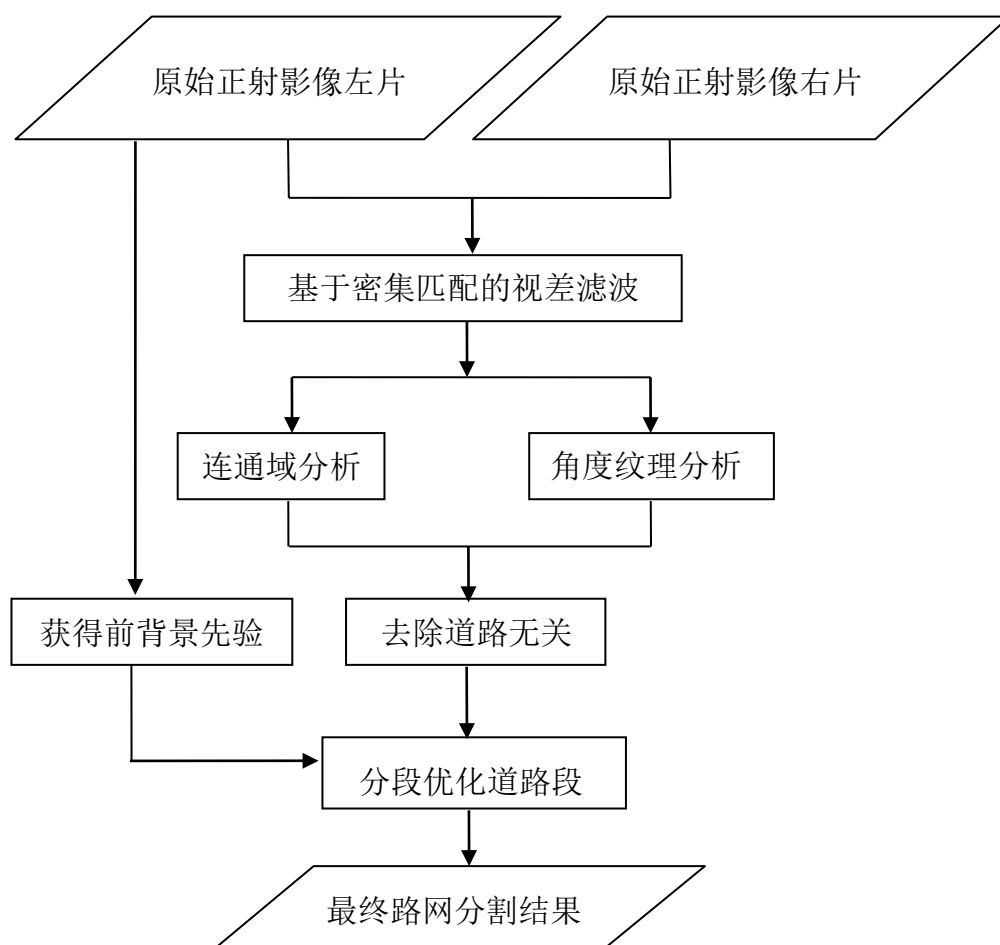 原始正射影像左片
原始正射影像右片
基于密集匹配的视差滤波
连通域分析
角度纹理分析
获得前背景先验
去除道路无关
分段优化道路段
最终路网分割结果